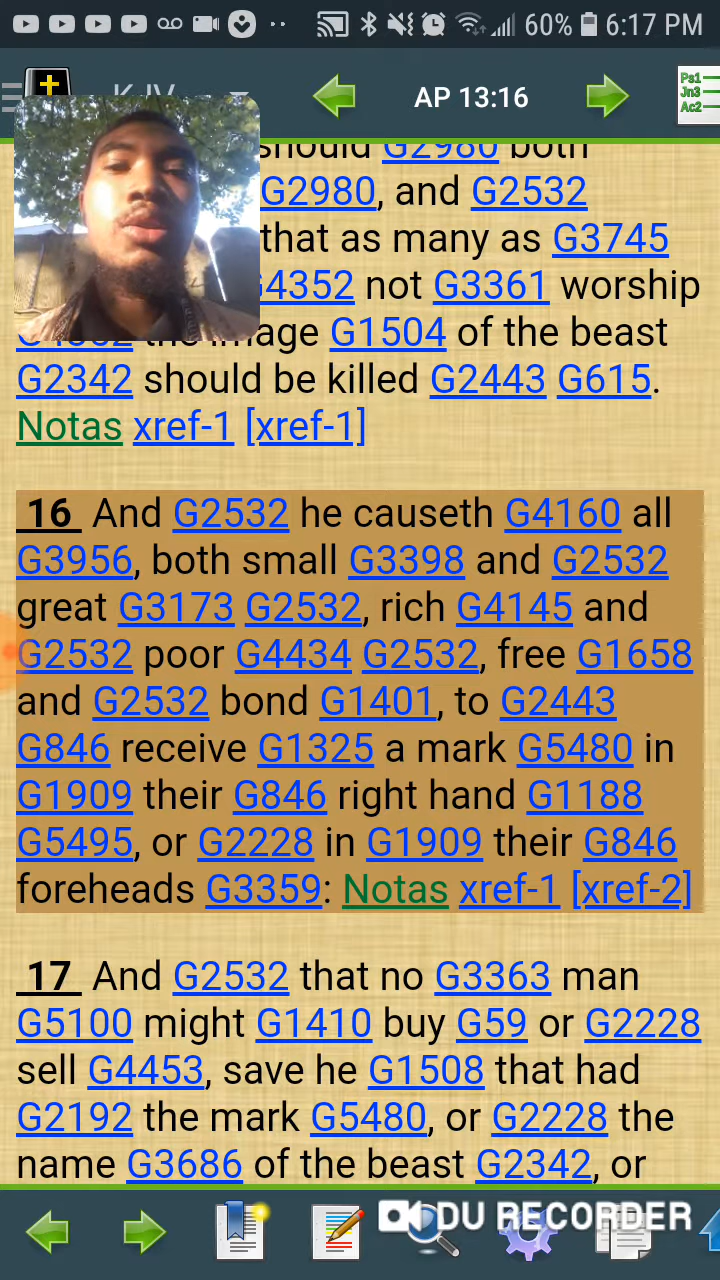 60% 6:17 PM
AP 13:16
Ps1
Jn3
Ac2
should G2980 both
G2980, and G2532
that as many as G3745
G4352 not G3361 worship
the image G1504 of the beast
G2342 should be killed G2443 G615.
Notas xref-1 [xref-1]
16 And G2532 he causeth G4160 all
G3956, both small G3398 and G2532
great G3173 G2532, rich G4145 and
G2532 poor G4434 G2532, free G1658
and G2532 bond G1401, to G2443
G846 receive G1325 a mark G5480 in
G1909 their G846 right hand G1188
G5495, or G2228 in G1909 their G846
foreheads G3359: Notas xref-1 [xref-2]
17 And G2532 that no G3363 man
G5100 might G1410 buy G59 or G2228
sell G4453, save he G1508 that had
G2192 the mark G5480, or G2228 the
name G3686 of the beast G2342, or
DU RECORDER